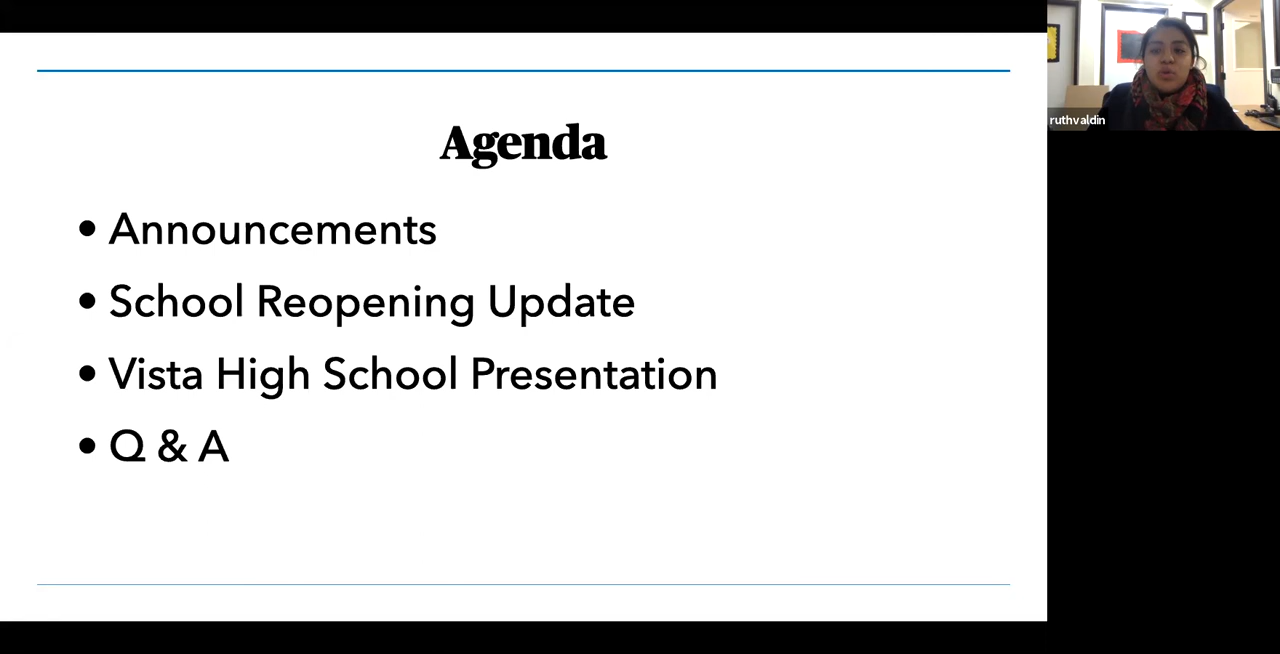 Agenda
• Announcements
• School Reopening Update
• Vista High School Presentation
• Q & A
ruthvaldin